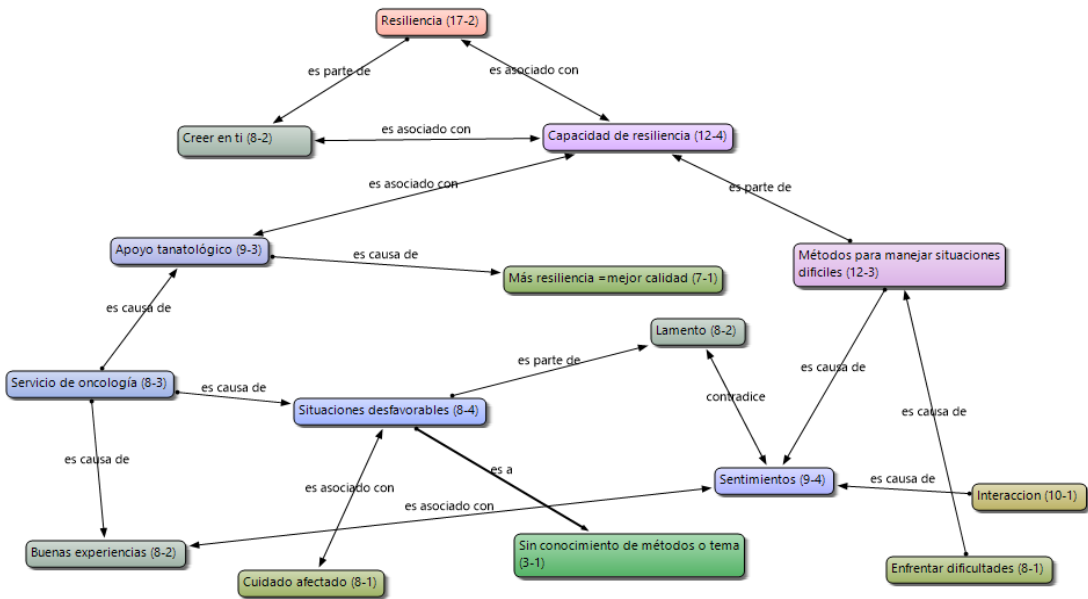 Resiliencia (17-2)
es parte de
es asociado con
Creer en ti (8-2)
es asociado con
Capacidad de resiliencia (12-4)
es asociado con
es parte de
Apoyo tanatológico (9-3)
es causa de
Métodos para manejar situaciones
dificiles (12-3)
Más resiliencia =mejor calidad (7-1)
es causa de
Lamento (8-2)
es parte de
es causa de
Servicio de oncología (8-3)
es causa de
Situaciones desfavorables (8-4)
contradice
es causa de
es causa de
es a
Sentimientos (9-4)
es causa de
Interaccion (10-1)
es asociado con
es asociado con
Buenas experiencias (8-2)
Sin conocimiento de métodos o tema
(3-1)
Cuidado afectado (8-1)
Enfrentar dificultades (8-1)